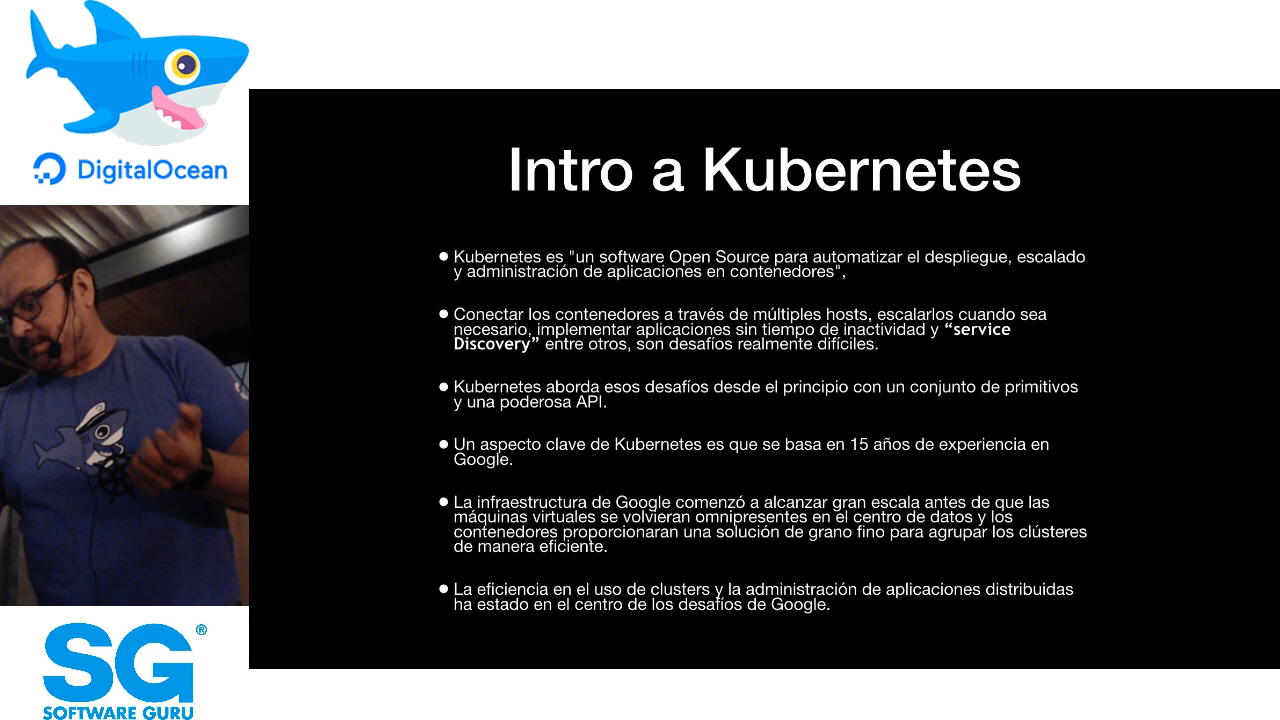 DigitalOcean
Intro a Kubernetes
● Kubernetes es "un software Open Source para automatizar el despliegue, escalado
y administración de aplicaciones en contenedores",
● Conectar los contenedores a través de múltiples hosts, escalarlos cuando sea
necesario, implementar aplicaciones sin tiempo de inactividad y “service
Discovery” entre otros, son desafíos realmente difíciles.
● Kubernetes aborda esos desafíos desde el principio con un conjunto de primitivos
y una poderosa API.
● Un aspecto clave de Kubernetes es que se basa en 15 años de experiencia en
Google.
● La infraestructura de Google comenzó a alcanzar gran escala antes de que las
máquinas virtuales se volvieran omnipresentes en el centro de datos y los
contenedores proporcionaran una solución de grano fino para agrupar los clústeres
de manera eficiente.
● La eficiencia en el uso de clusters y la administración de aplicaciones distribuidas
ha estado en el centro de los desafíos de Google.
SG®
SOFTWARE GURU